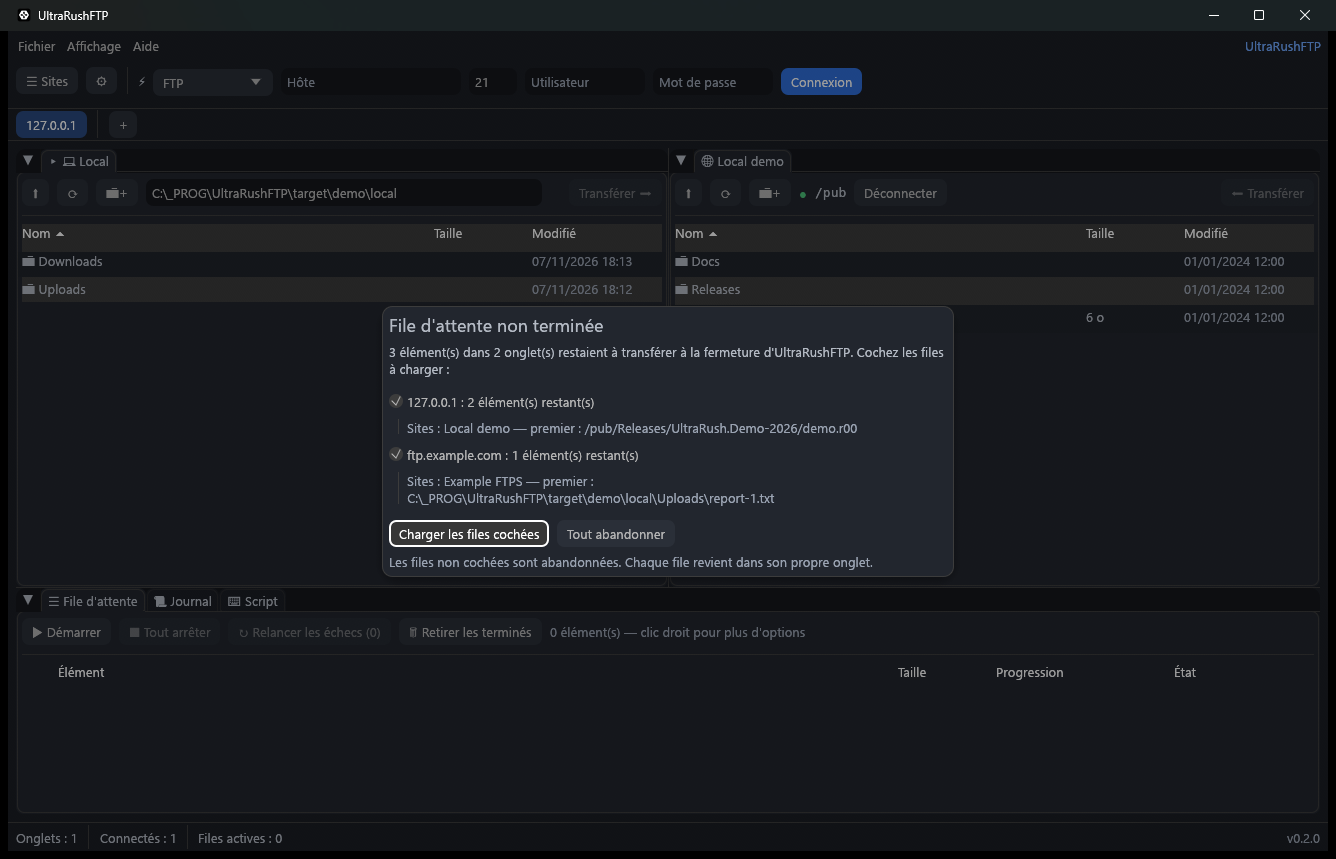 UltraRushFTP
Fichier Affichage Aide UltraRushFTP
Sites FTP Hôte 21 Utilisateur Mot de passe Connexion
127.0.0.1 +
Local
C:\_PROG\UltraRushFTP\target\demo\local Transférer
Nom Taille Modifié
Downloads 07/11/2026 18:13
Uploads 07/11/2026 18:12
Local demo
/pub Déconnecter Transférer
Nom Taille Modifié
Docs 01/01/2024 12:00
Releases 01/01/2024 12:00
6 o 01/01/2024 12:00
File d'attente non terminée
3 élément(s) dans 2 onglet(s) restaient à transférer à la fermeture d'UltraRushFTP. Cochez les files
à charger :
127.0.0.1 : 2 élément(s) restant(s)
Sites : Local demo — premier : /pub/Releases/UltraRush.Demo-2026/demo.r00
ftp.example.com : 1 élément(s) restant(s)
Sites : Example FTPS — premier :
C:\_PROG\UltraRushFTP\target\demo\local\Uploads\report-1.txt
Charger les files cochées Tout abandonner
Les files non cochées sont abandonnées. Chaque file revient dans son propre onglet.
File d'attente Journal Script
Démarrer Tout arrêter Relancer les échecs (0) Retirer les terminés 0 élément(s) — clic droit pour plus d'options
Élément Taille Progression État
Onglets : 1 Connectés : 1 Files actives : 0 v0.2.0